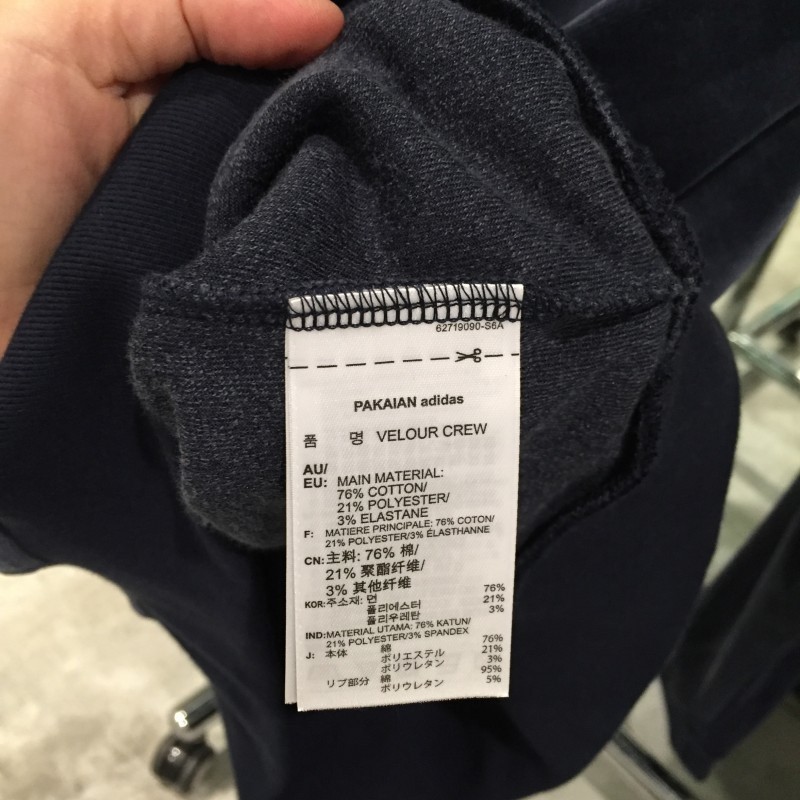 62719090-S6A
PAKAIAN adidas
품 명 VELOUR CREW
AU/
EU: MAIN MATERIAL:
76% COTTON/
21% POLYESTER/
3% ELASTANE
F: MATIERE PRINCIPALE: 76% COTON/
21% POLYESTER/3% ÉLASTHANNE
CN: 主料: 76% 棉/
21% 聚酯纤维/
3% 其他纤维
KOR: 주소재: 면 76%
폴리에스터 21%
폴리우레탄 3%
IND: MATERIAL UTAMA: 76% KATUN/
21% POLYESTER/3% SPANDEX
J: 本体 綿 76%
ポリエステル 21%
ポリウレタン 3%
リブ部分 綿 95%
ポリウレタン 5%